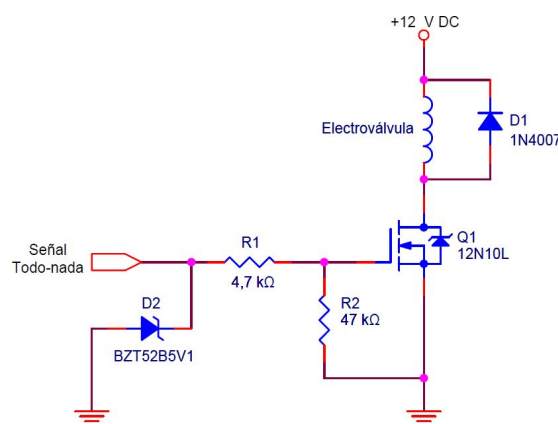 +12 V DC
Electroválvula
D1
1N4007
Q1
12N10L
Señal
Todo-nada
R1
4,7 kΩ
R2
47 kΩ
D2
BZT52B5V1